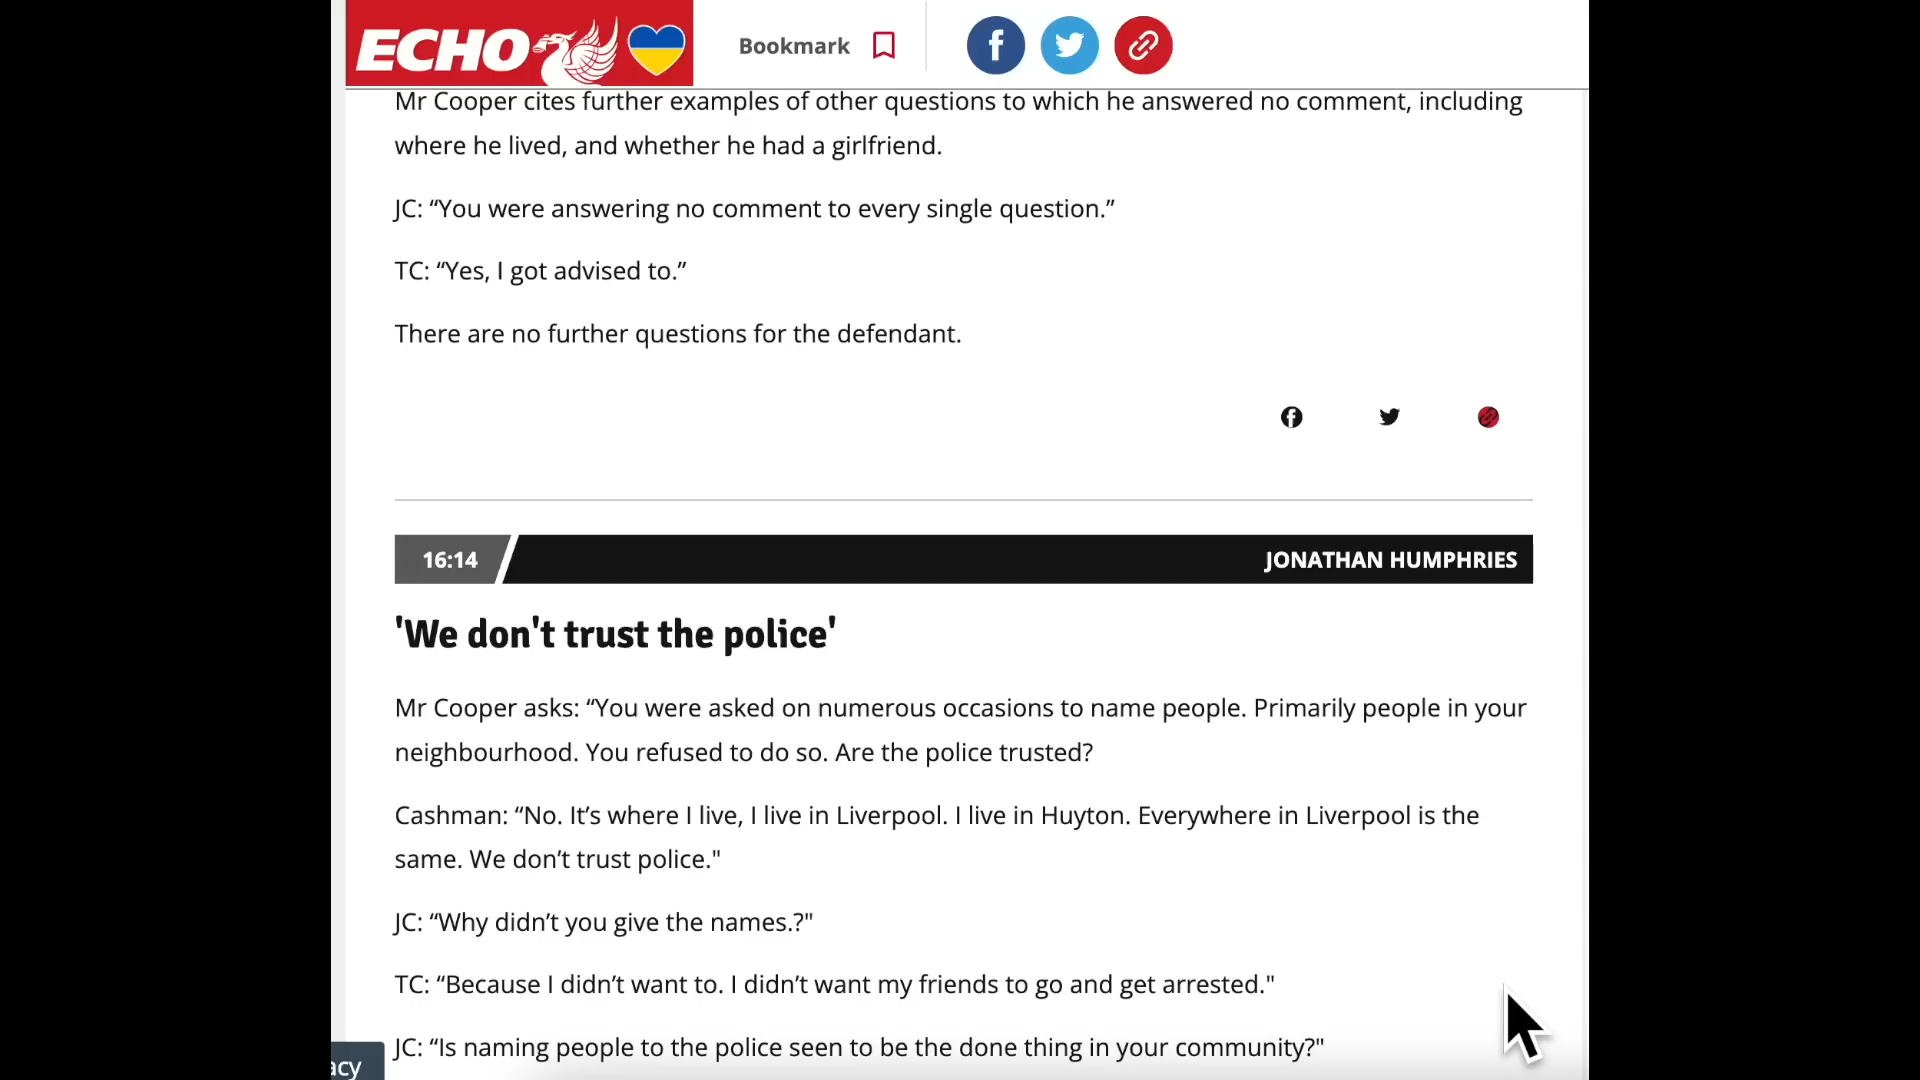 ECHO
Bookmark
Mr Cooper cites further examples of other questions to which he answered no comment, including
where he lived, and whether he had a girlfriend.
JC: “You were answering no comment to every single question.”
TC: “Yes, I got advised to.”
There are no further questions for the defendant.
16:14
JONATHAN HUMPHRIES
'We don't trust the police'
Mr Cooper asks: “You were asked on numerous occasions to name people. Primarily people in your
neighbourhood. You refused to do so. Are the police trusted?
Cashman: “No. It’s where I live, I live in Liverpool. I live in Huyton. Everywhere in Liverpool is the
same. We don’t trust police."
JC: “Why didn’t you give the names.?"
TC: “Because I didn’t want to. I didn’t want my friends to go and get arrested."
JC: “Is naming people to the police seen to be the done thing in your community?"
acy